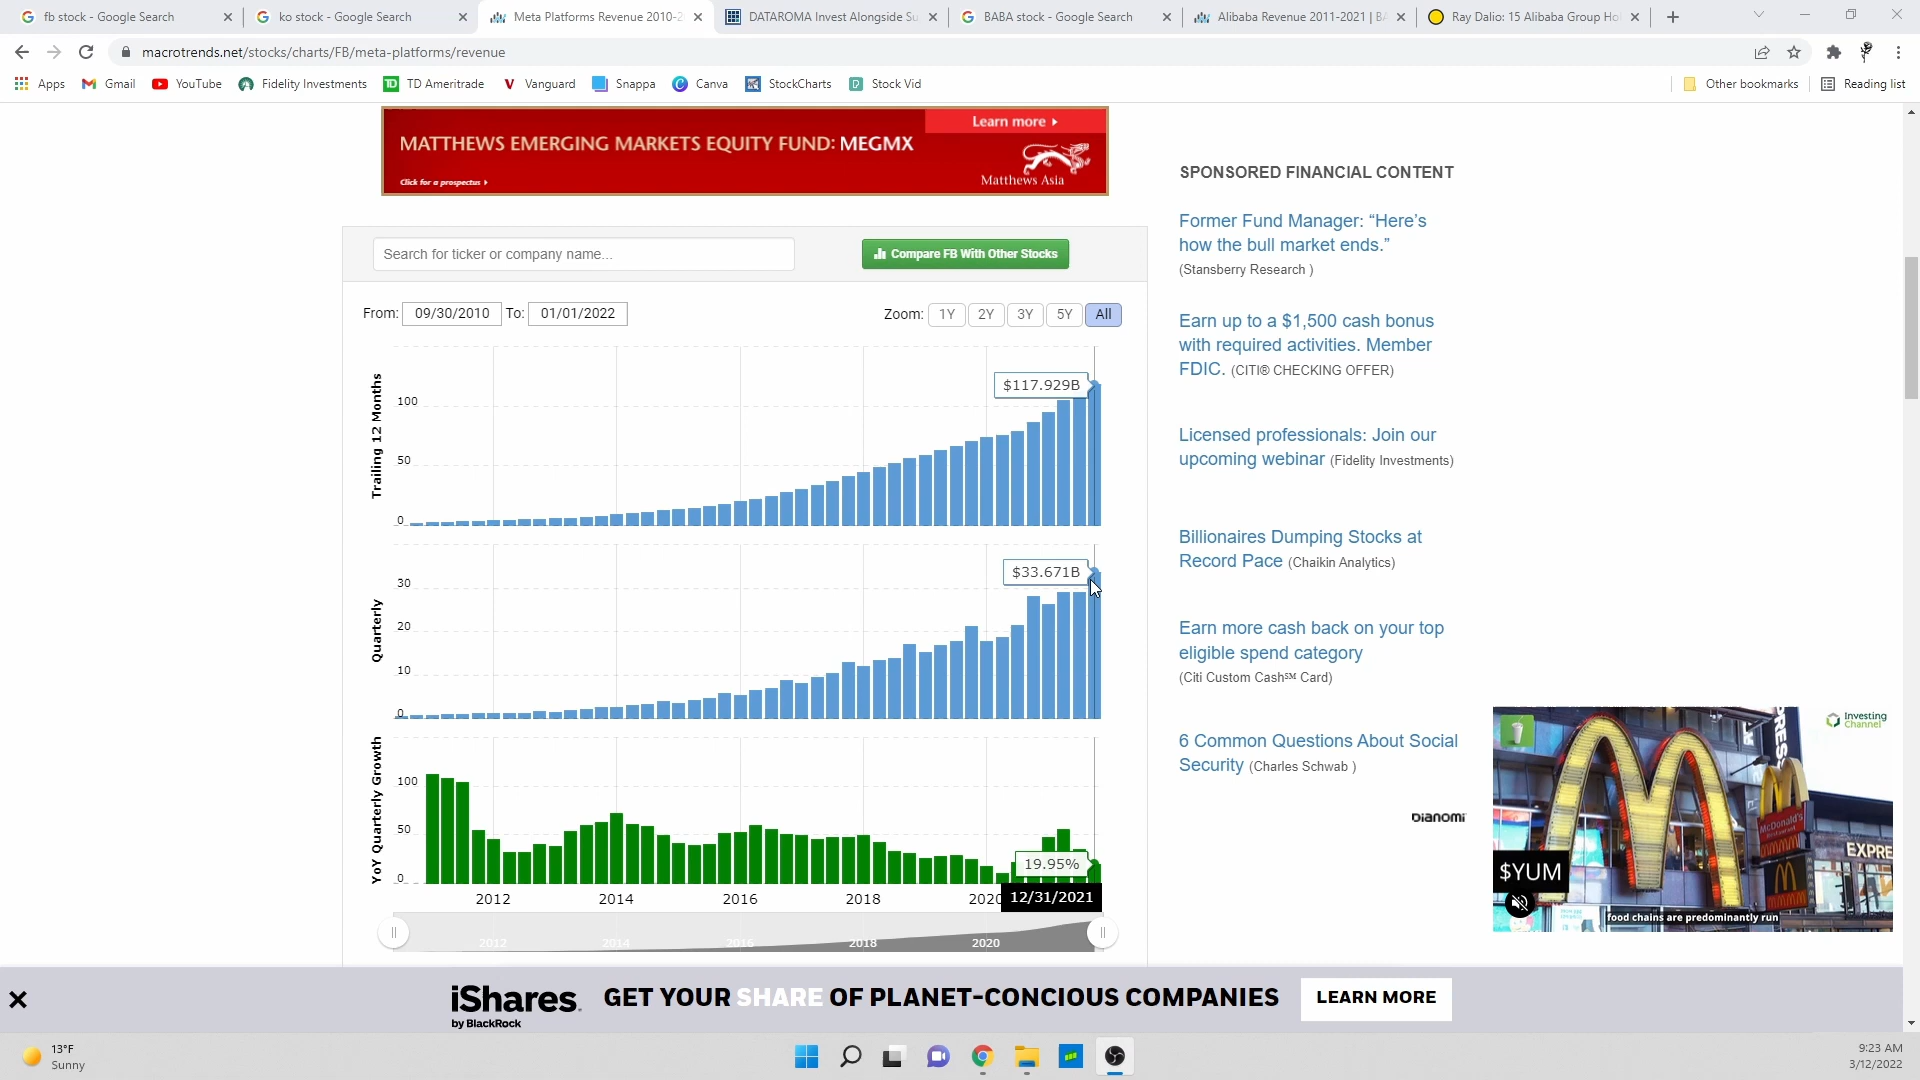 fb stock - Google Search
ko stock - Google Search
Meta Platforms Revenue 2010-2
DATAROMA Invest Alongside Su
BABA stock - Google Search
Alibaba Revenue 2011-2021 | BA
Ray Dalio: 15 Alibaba Group Hol
macrotrends.net/stocks/charts/FB/meta-platforms/revenue
Apps
Gmail
YouTube
Fidelity Investments
TD Ameritrade
Vanguard
Snappa
Canva
StockCharts
Stock Vid
Other bookmarks
Reading list
Learn more
MATTHEWS EMERGING MARKETS EQUITY FUND: MEGMX
Click for a prospectus
Matthews Asia
SPONSORED FINANCIAL CONTENT
Former Fund Manager: “Here’s
how the bull market ends.”
(Stansberry Research )
Earn up to a $1,500 cash bonus
with required activities. Member
FDIC. (CITI® CHECKING OFFER)
Licensed professionals: Join our
upcoming webinar (Fidelity Investments)
Billionaires Dumping Stocks at
Record Pace (Chaikin Analytics)
Earn more cash back on your top
eligible spend category
(Citi Custom Cash℠ Card)
6 Common Questions About Social
Security (Charles Schwab )
DIANOMI
Search for ticker or company name...
Compare FB With Other Stocks
From: 09/30/2010 To: 01/01/2022
Zoom: 1Y 2Y 3Y 5Y All
Trailing 12 Months
100
50
0
$117.929B
Quarterly
30
20
10
0
$33.671B
YoY Quarterly Growth
100
50
0
19.95%
2012 2014 2016 2018 2020
12/31/2021
2012 2014 2016 2018 2020
Investing
Channel
McDonald's
EXPRE
$YUM
food chains are predominantly run
iShares.
by BlackRock
GET YOUR SHARE OF PLANET-CONCIOUS COMPANIES
LEARN MORE
13°F
Sunny
9:23 AM
3/12/2022